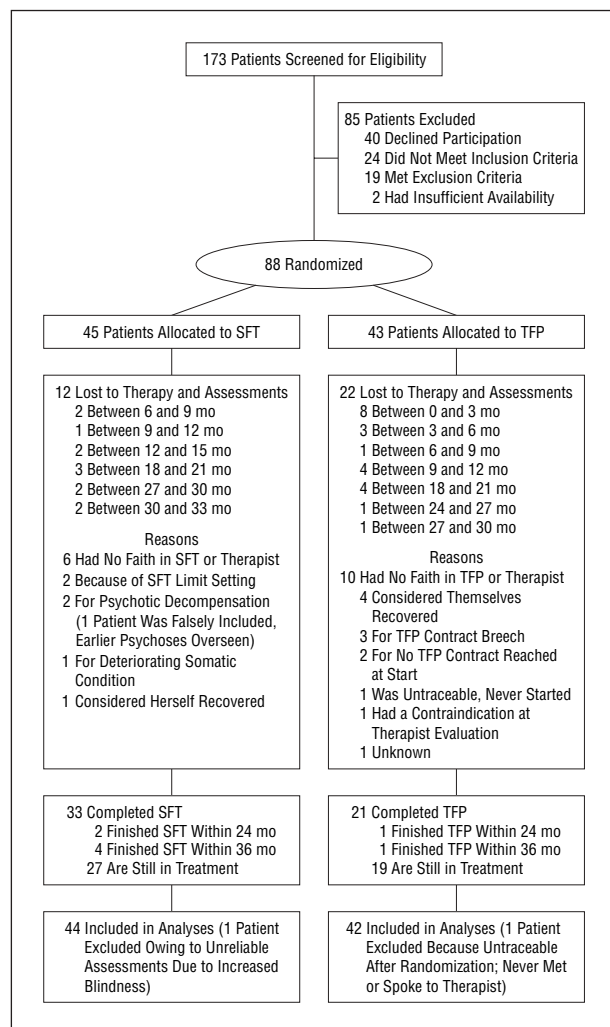 173 Patients Screened for Eligibility
85 Patients Excluded
40 Declined Participation
24 Did Not Meet Inclusion Criteria
19 Met Exclusion Criteria
2 Had Insufficient Availability
88 Randomized
45 Patients Allocated to SFT
12 Lost to Therapy and Assessments
2 Between 6 and 9 mo
1 Between 9 and 12 mo
2 Between 12 and 15 mo
3 Between 18 and 21 mo
2 Between 27 and 30 mo
2 Between 30 and 33 mo
Reasons
6 Had No Faith in SFT or Therapist
2 Because of SFT Limit Setting
2 For Psychotic Decompensation
(1 Patient Was Falsely Included,
Earlier Psychoses Overseen)
1 For Deteriorating Somatic
Condition
1 Considered Herself Recovered
33 Completed SFT
2 Finished SFT Within 24 mo
4 Finished SFT Within 36 mo
27 Are Still in Treatment
44 Included in Analyses (1 Patient
Excluded Owing to Unreliable
Assessments Due to Increased
Blindness)
43 Patients Allocated to TFP
22 Lost to Therapy and Assessments
8 Between 0 and 3 mo
3 Between 3 and 6 mo
1 Between 6 and 9 mo
4 Between 9 and 12 mo
4 Between 18 and 21 mo
1 Between 24 and 27 mo
1 Between 27 and 30 mo
Reasons
10 Had No Faith in TFP or Therapist
4 Considered Themselves
Recovered
3 For TFP Contract Breech
2 For No TFP Contract Reached
at Start
1 Was Untraceable, Never Started
1 Had a Contraindication at
Therapist Evaluation
1 Unknown
21 Completed TFP
1 Finished TFP Within 24 mo
1 Finished TFP Within 36 mo
19 Are Still in Treatment
42 Included in Analyses (1 Patient
Excluded Because Untraceable
After Randomization; Never Met
or Spoke to Therapist)